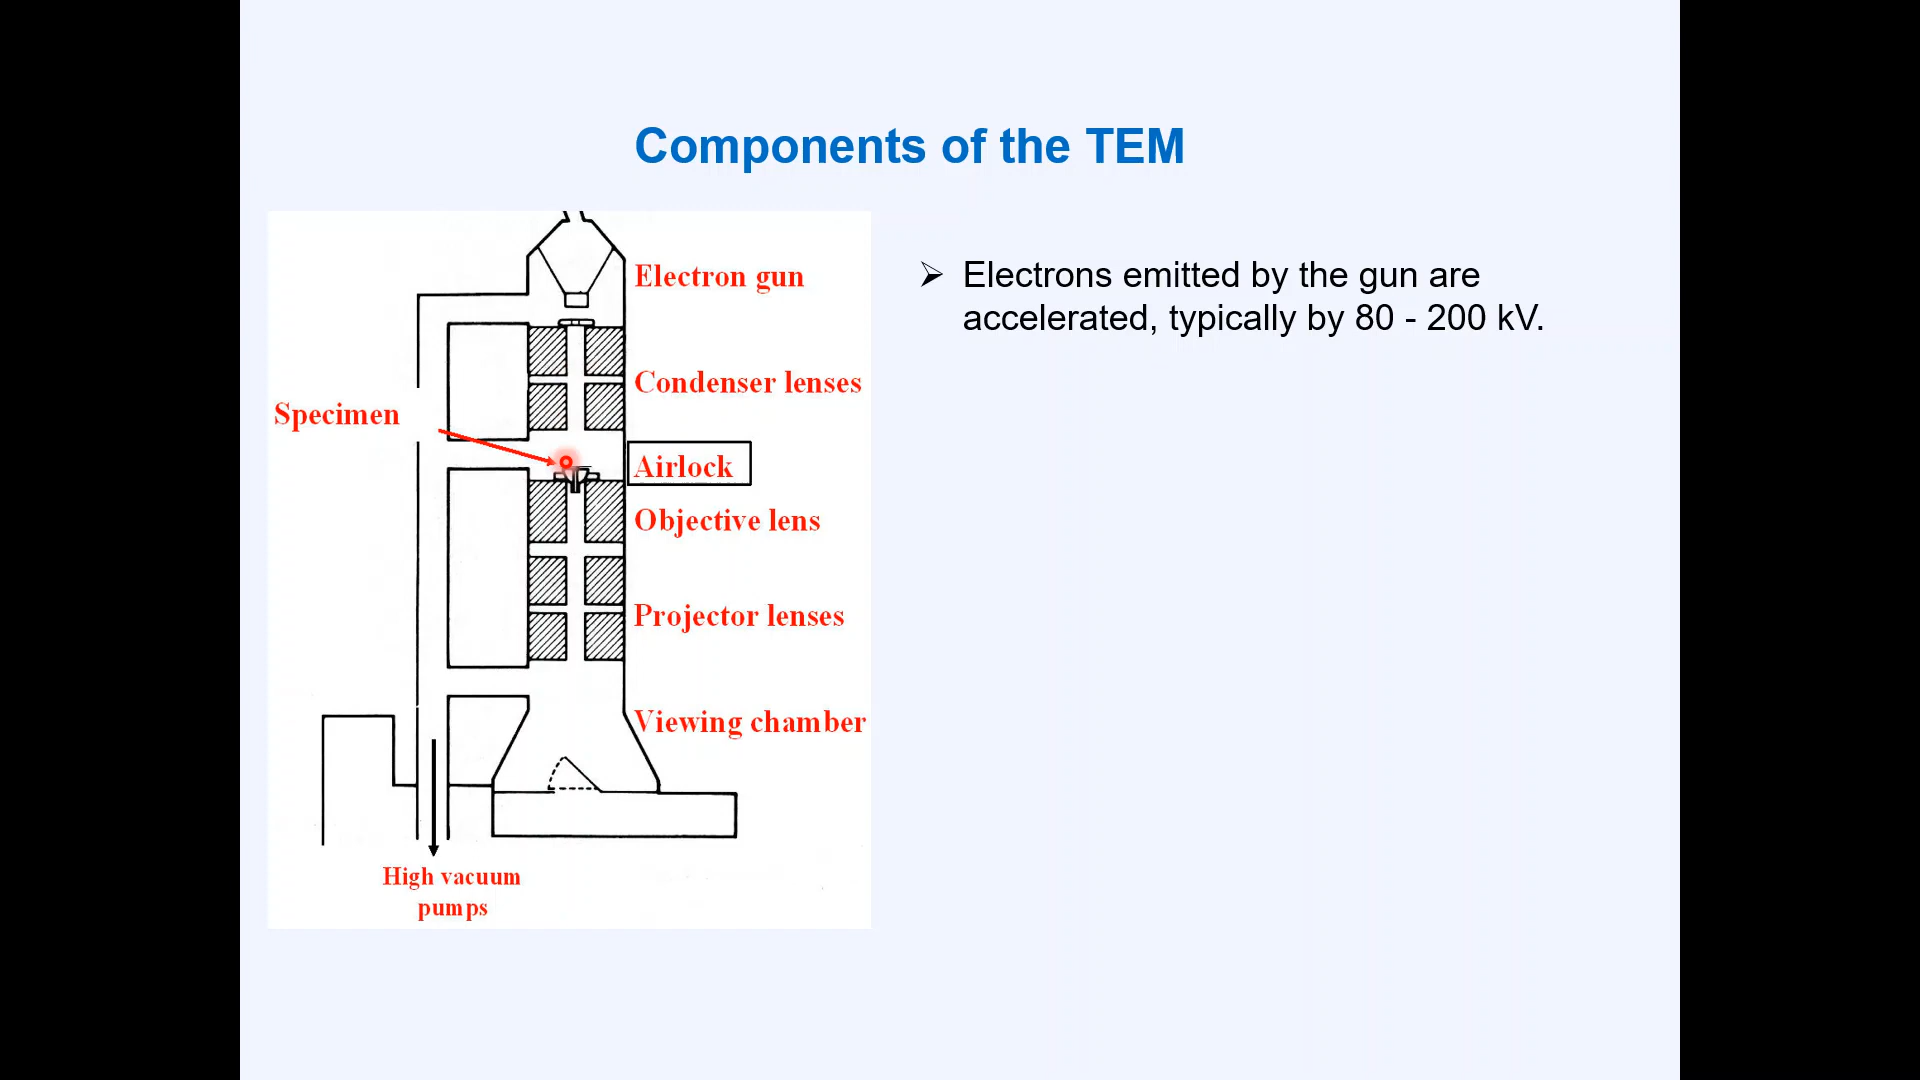 Components of the TEM
Electron gun
Condenser lenses
Specimen
Airlock
Objective lens
Projector lenses
Viewing chamber
High vacuum
pumps
➢ Electrons emitted by the gun are
accelerated, typically by 80 - 200 kV.